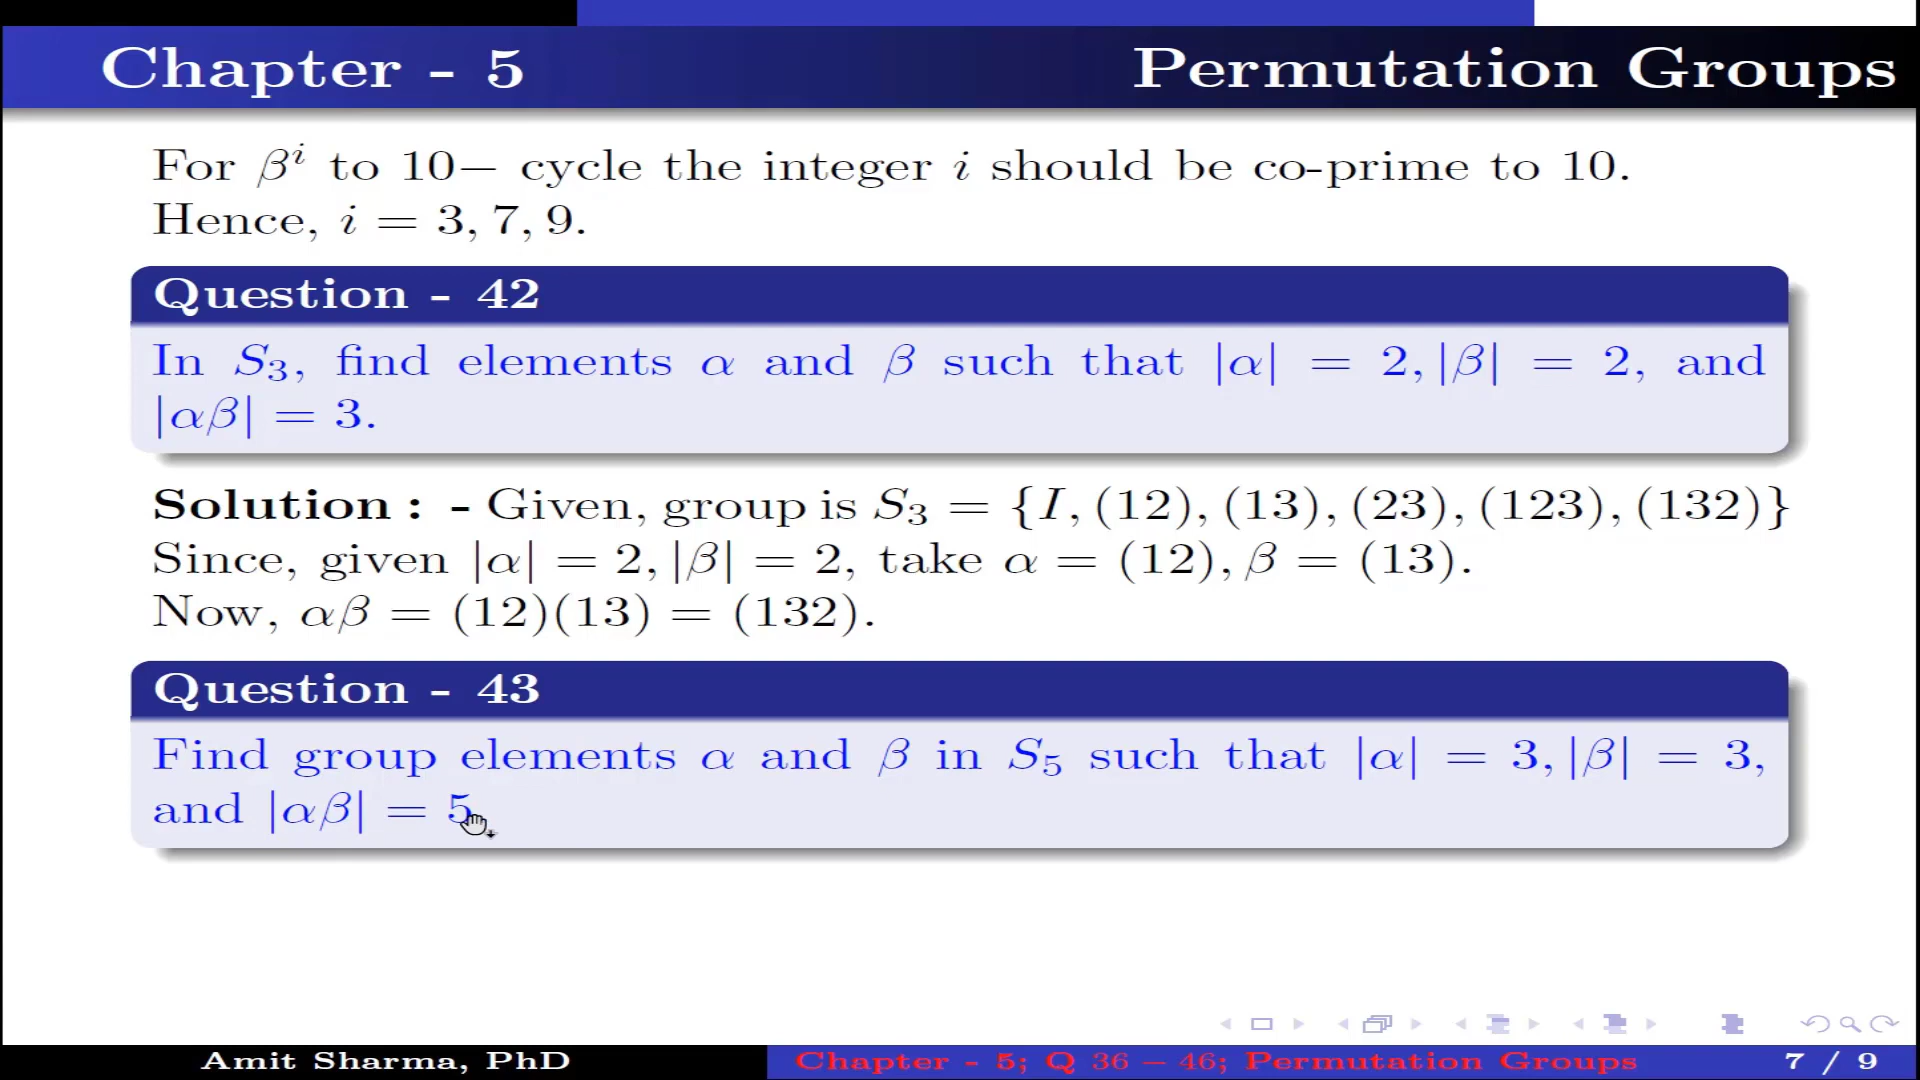 Chapter - 5 Permutation Groups
For βⁱ to 10− cycle the integer i should be co-prime to 10.
Hence, i = 3, 7, 9.
Question - 42
In S₃, find elements α and β such that |α| = 2, |β| = 2, and
|αβ| = 3.
Solution : - Given, group is S₃ = {I, (12), (13), (23), (123), (132)}
Since, given |α| = 2, |β| = 2, take α = (12), β = (13).
Now, αβ = (12)(13) = (132).
Question - 43
Find group elements α and β in S₅ such that |α| = 3, |β| = 3,
and |αβ| = 5
Amit Sharma, PhD Chapter - 5; Q 36 − 46; Permutation Groups 7 / 9